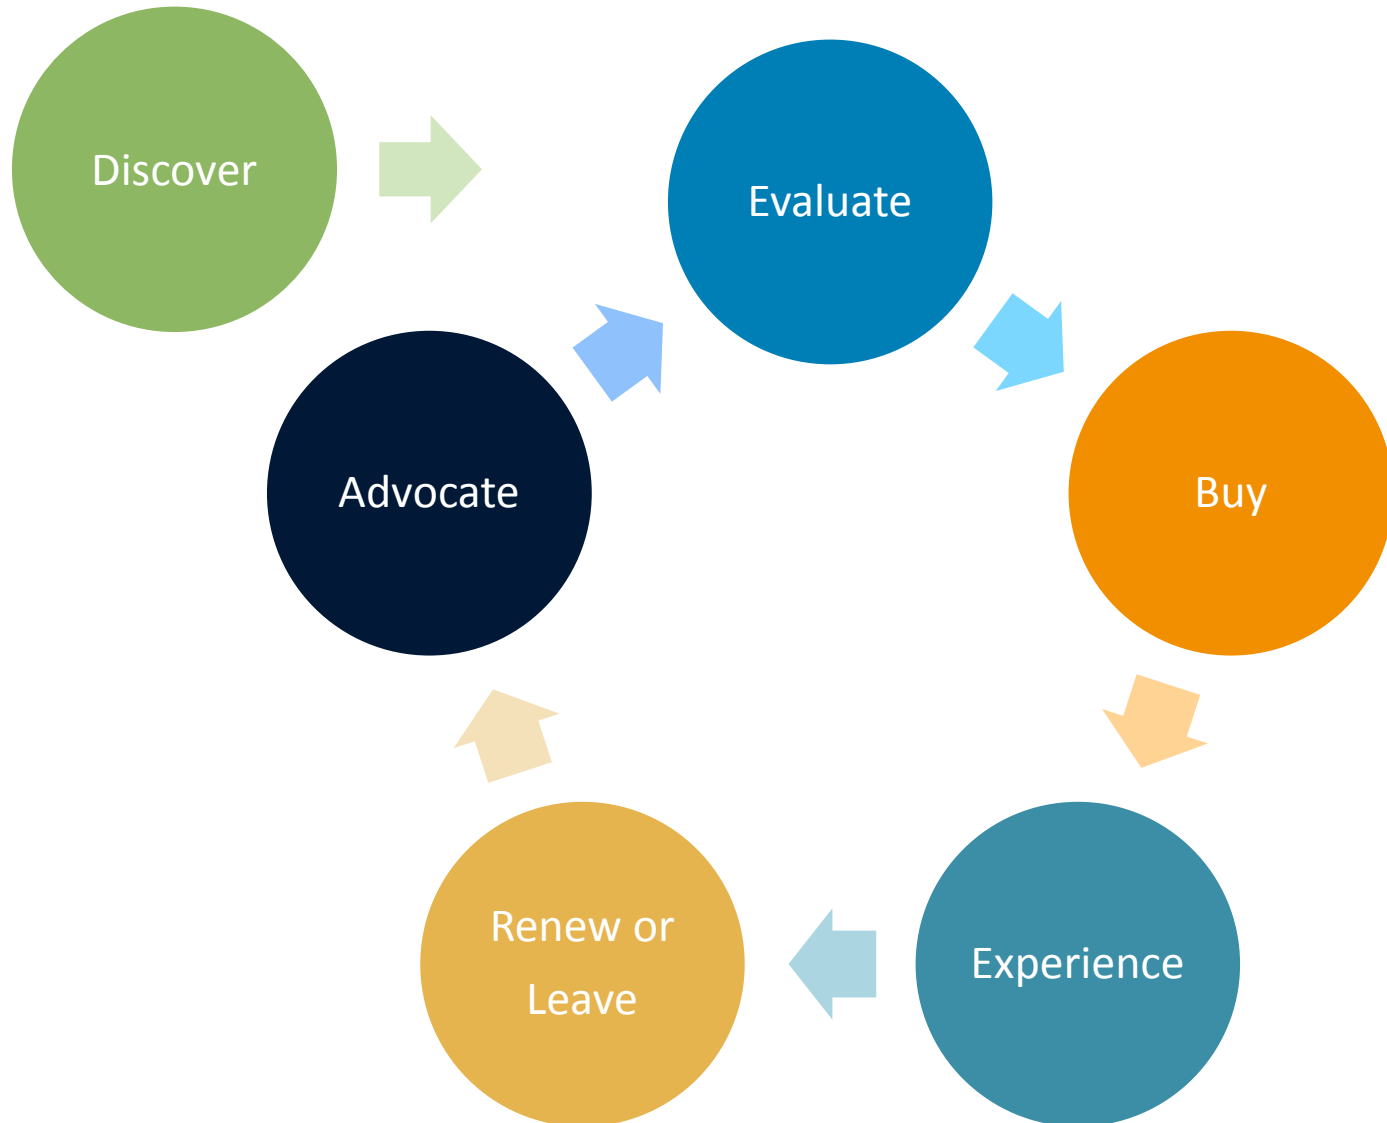 Discover
Evaluate
Buy
Experience
Renew or
Leave
Advocate